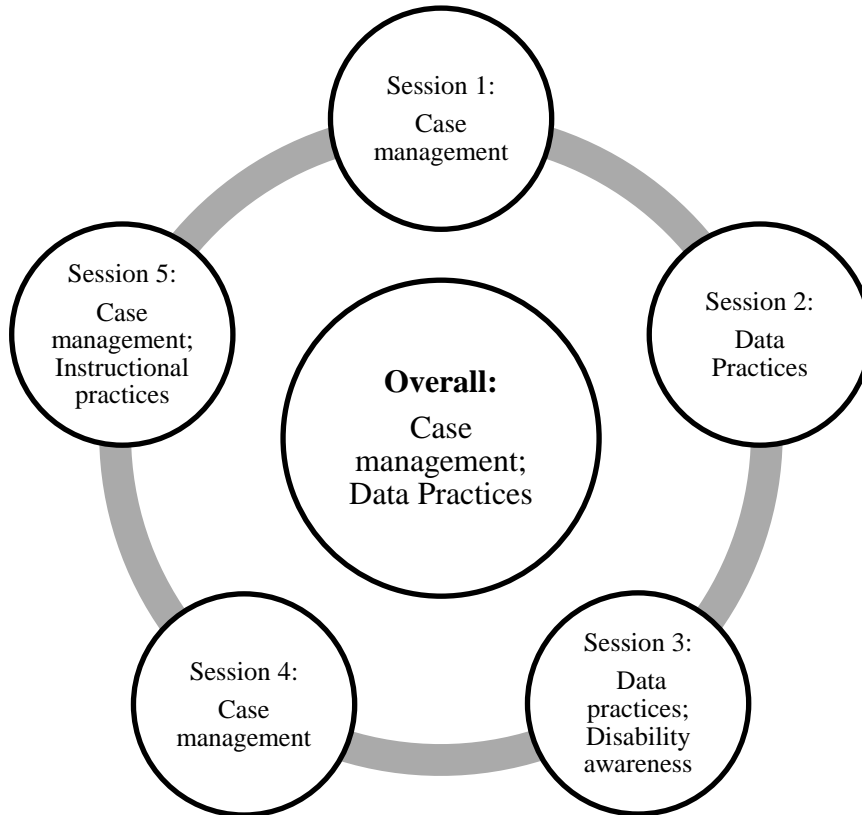 Session 1:
Case
management
Session 2:
Data
Practices
Session 3:
Data
practices;
Disability
awareness
Session 4:
Case
management
Session 5:
Case
management;
Instructional
practices
Overall:
Case
management;
Data Practices